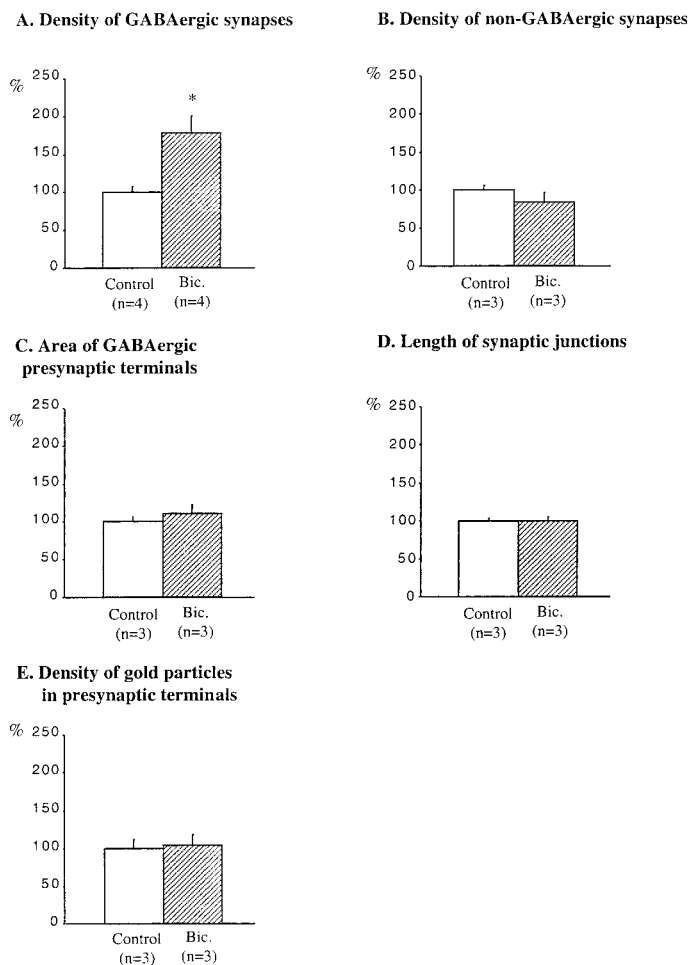 A. Density of GABAergic synapses
% 250
200
150
100
50
0
*
Control Bic.
(n=4) (n=4)
B. Density of non-GABAergic synapses
% 250
200
150
100
50
0
Control Bic.
(n=3) (n=3)
C. Area of GABAergic
presynaptic terminals
% 250
200
150
100
50
0
Control Bic.
(n=3) (n=3)
D. Length of synaptic junctions
% 250
200
150
100
50
0
Control Bic.
(n=3) (n=3)
E. Density of gold particles
in presynaptic terminals
% 250
200
150
100
50
0
Control Bic.
(n=3) (n=3)